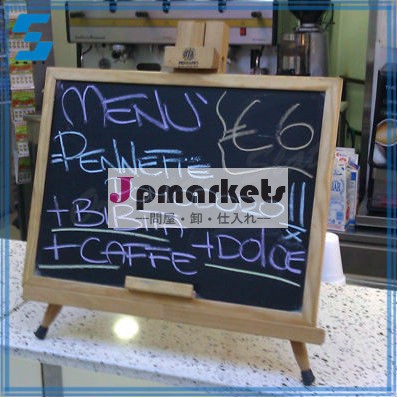 MENU'
€ 6
=PENNETTE
!!
+BIBITA
+CAFFE +DOLCE
Jpmarkets
問屋・卸・仕入れ